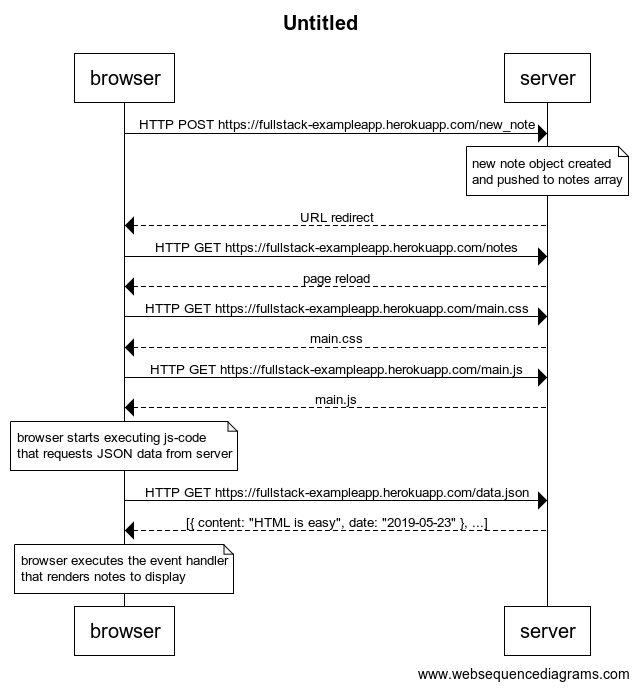 Untitled
browser
server
HTTP POST https://fullstack-exampleapp.herokuapp.com/new_note
new note object created
and pushed to notes array
URL redirect
HTTP GET https://fullstack-exampleapp.herokuapp.com/notes
page reload
HTTP GET https://fullstack-exampleapp.herokuapp.com/main.css
main.css
HTTP GET https://fullstack-exampleapp.herokuapp.com/main.js
main.js
browser starts executing js-code
that requests JSON data from server
HTTP GET https://fullstack-exampleapp.herokuapp.com/data.json
[{ content: "HTML is easy", date: "2019-05-23" }, ...]
browser executes the event handler
that renders notes to display
browser
server
www.websequencediagrams.com